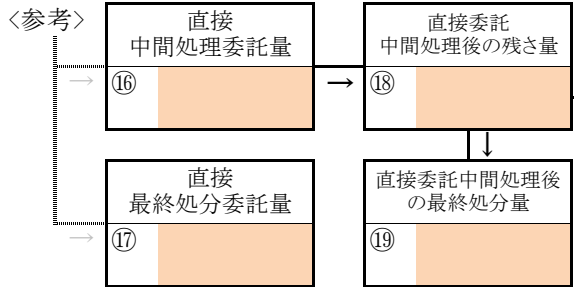 〈参考〉
直接
中間処理委託量
→
⑯
→
直接委託
中間処理後の残さ量
⑱
↓
直接
最終処分委託量
→
⑰
直接委託中間処理後
の最終処分量
⑲